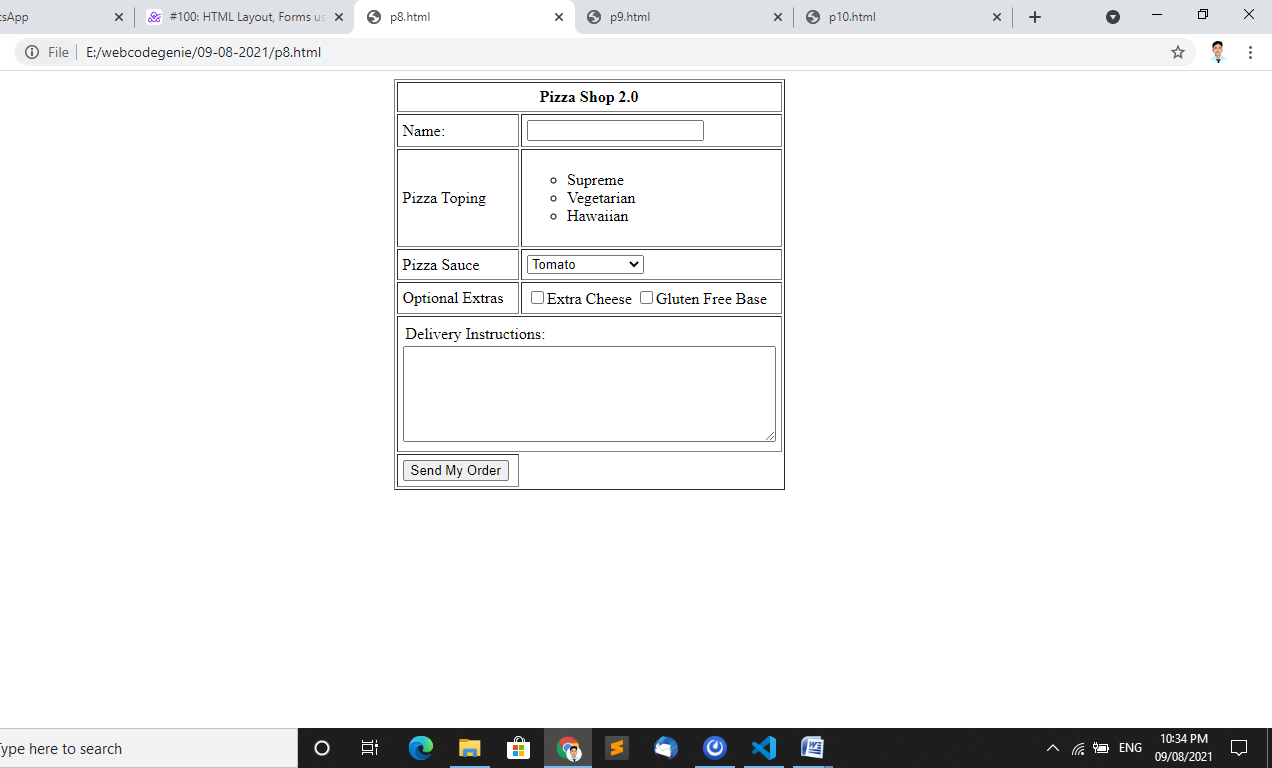 tsApp
#100: HTML Layout, Forms us
p8.html
p9.html
p10.html
File
E:/webcodegenie/09-08-2021/p8.html
Pizza Shop 2.0
Name:
Pizza Toping
Supreme
Vegetarian
Hawaiian
Pizza Sauce
Tomato
Optional Extras
Extra Cheese
Gluten Free Base
Delivery Instructions:
Send My Order
Type here to search
ENG
10:34 PM
09/08/2021